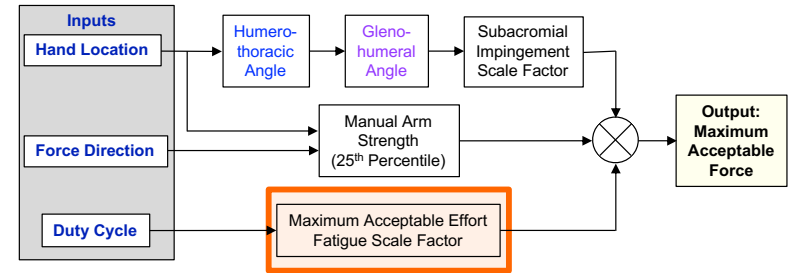 Inputs
Hand Location
Humero-
thoracic
Angle
Gleno-
humeral
Angle
Subacromial
Impingement
Scale Factor
Force Direction
Manual Arm
Strength
(25th Percentile)
Output:
Maximum
Acceptable
Force
Duty Cycle
Maximum Acceptable Effort
Fatigue Scale Factor